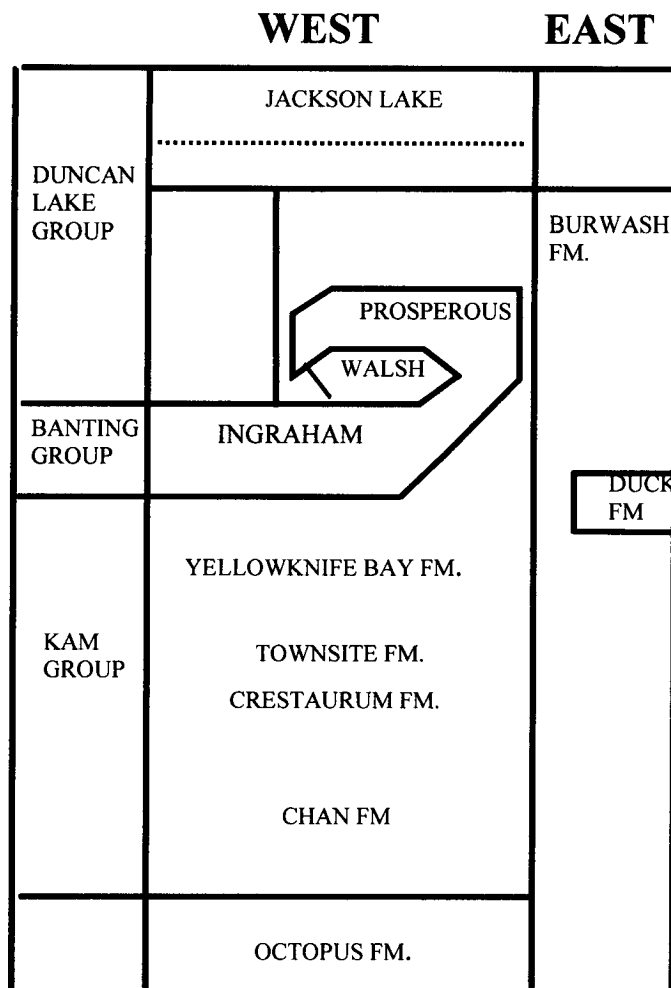 WEST EAST
JACKSON LAKE
DUNCAN
LAKE
GROUP
BURWASH
FM.
PROSPEROUS
WALSH
BANTING
GROUP
INGRAHAM
DUCK
FM
YELLOWKNIFE BAY FM.
KAM
GROUP
TOWNSITE FM.
CRESTAURUM FM.
CHAN FM
OCTOPUS FM.